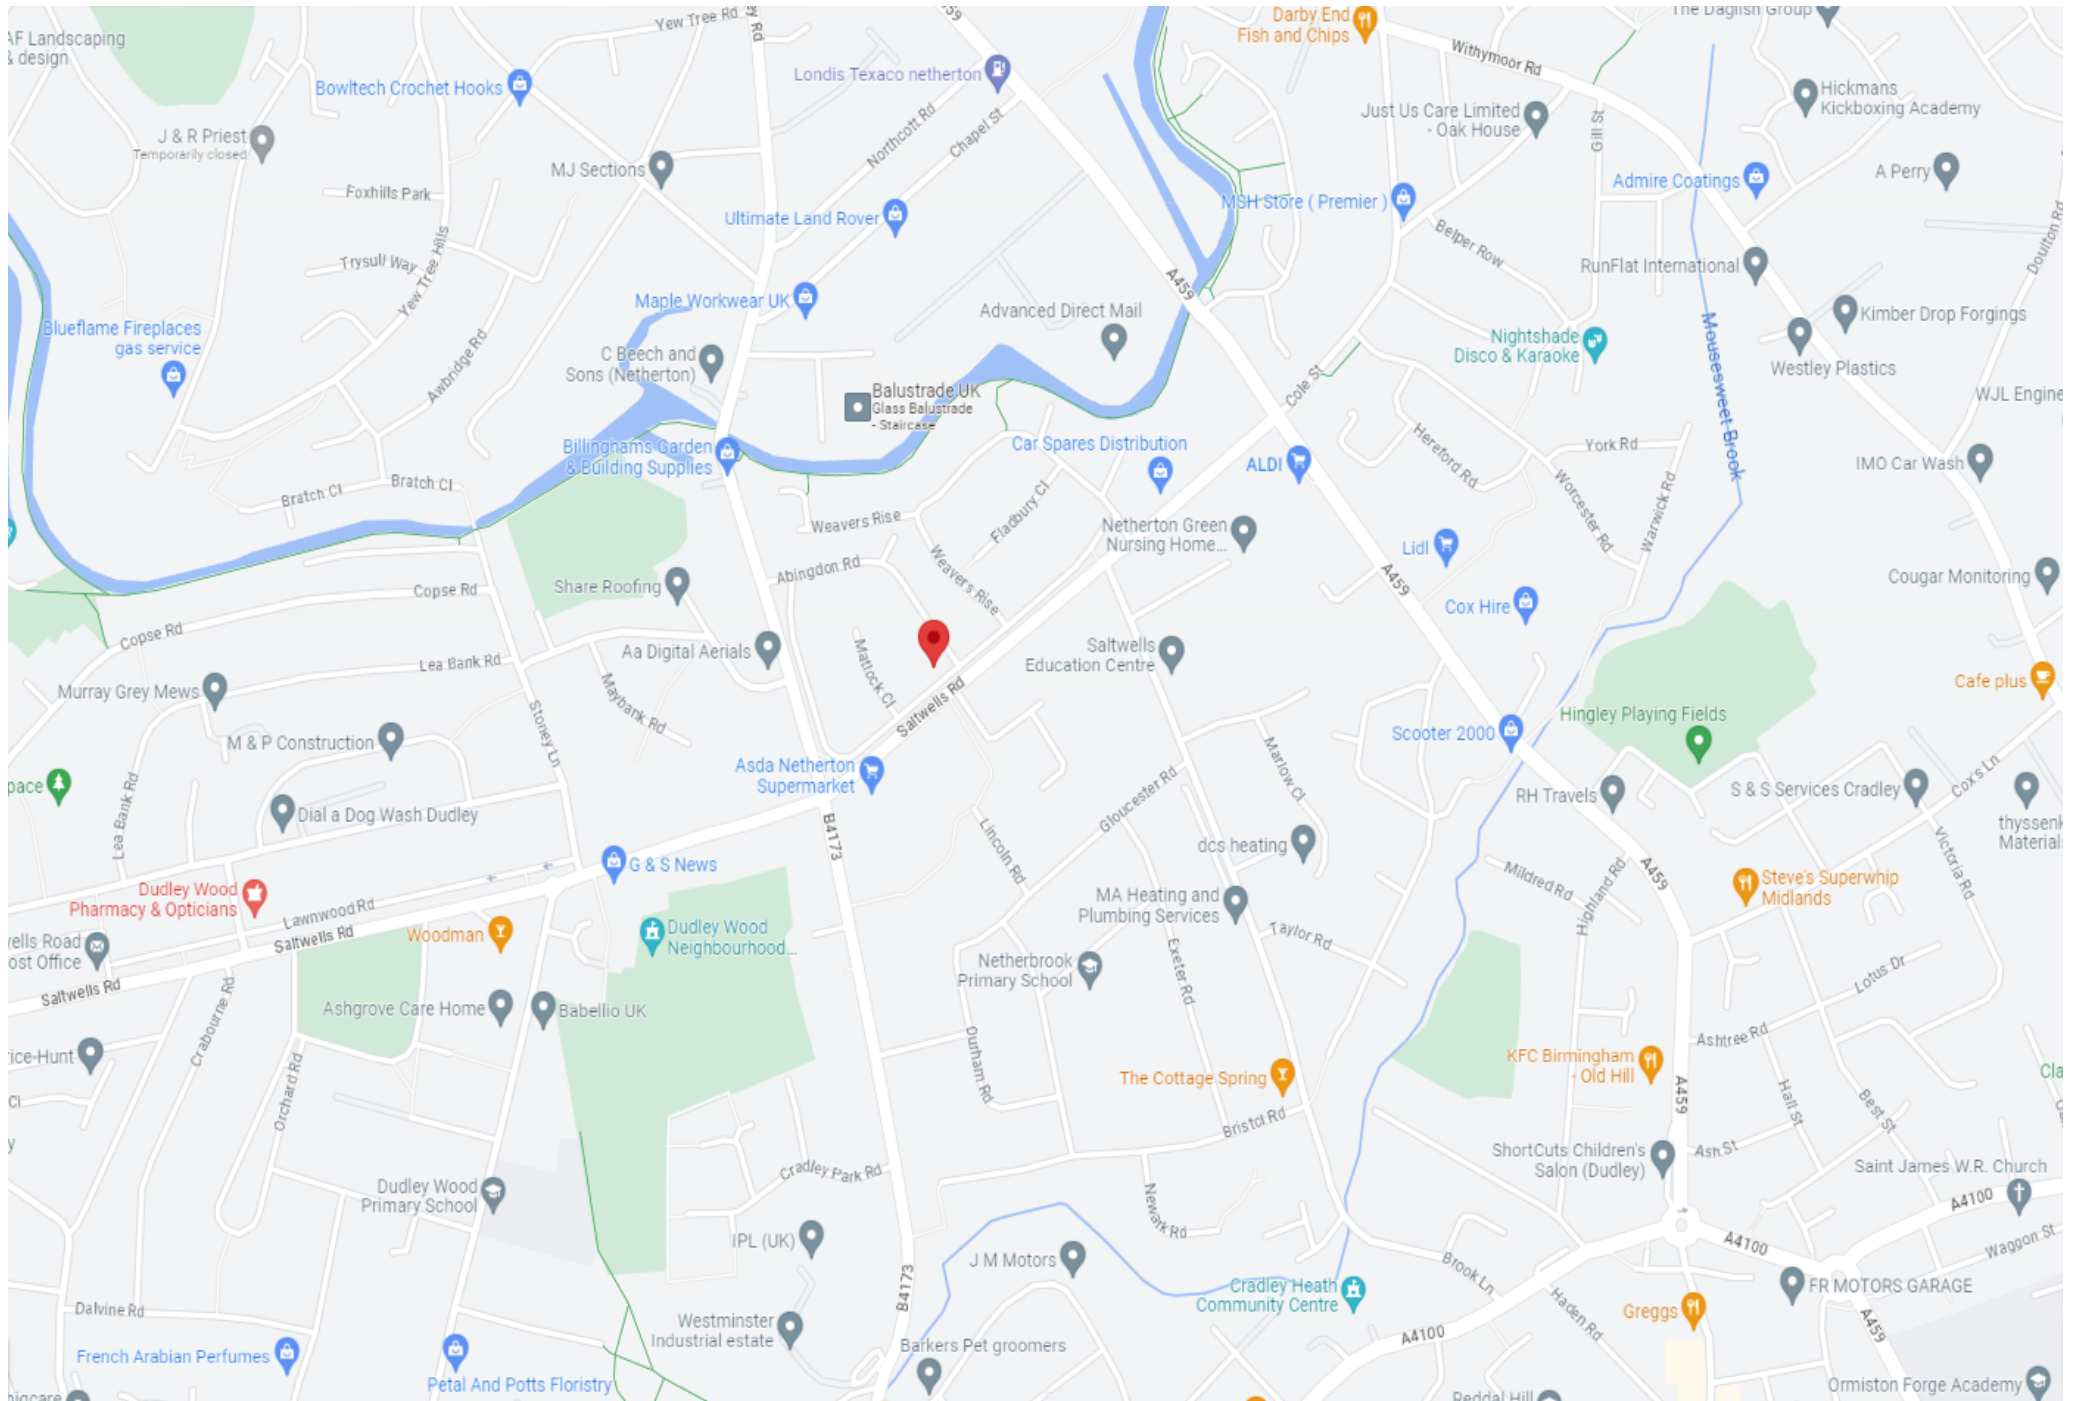 Yew Tree Rd
ey Rd
59
Darby End
Fish and Chips
The Daglish Group
AF Landscaping
& design
Withymoor Rd
Londis Texaco netherton
Bowltech Crochet Hooks
Hickmans
Kickboxing Academy
Just Us Care Limited
- Oak House
Gill St
J & R Priest
Temporarily closed
Northcott Rd
Chapel St
MJ Sections
Admire Coatings
A Perry
Foxhills Park
MSH Store ( Premier )
Ultimate Land Rover
Belper Row
Doulton Rd
Trysull Way
Yew Tree Hills
RunFlat International
A459
Maple Workwear UK
Advanced Direct Mail
Kimber Drop Forgings
Blueflame Fireplaces
gas service
Nightshade
Disco & Karaoke
Mousesweet Brook
C Beech and
Sons (Netherton)
Awbridge Rd
Westley Plastics
Cole St
Balustrade UK
Glass Balustrade
- Staircase
WJL Engine
Billinghams Garden
& Building Supplies
Car Spares Distribution
ALDI
Hereford Rd
York Rd
IMO Car Wash
Bratch Cl
Bratch Cl
Weavers Rise
Fladbury Cl
Worcester Rd
Warwick Rd
Netherton Green
Nursing Home...
Lidl
Abingdon Rd
Weavers Rise
A459
Cougar Monitoring
Share Roofing
Copse Rd
Cox Hire
Copse Rd
Aa Digital Aerials
Lea Bank Rd
Mattock Cl
Saltwells
Education Centre
Murray Grey Mews
Maybank Rd
Saltwells Rd
Cafe plus
Stoney Ln
Hingley Playing Fields
Scooter 2000
M & P Construction
Marlow Cl
Asda Netherton
Supermarket
pace
Lea Bank Rd
Gloucester Rd
RH Travels
S & S Services Cradley
Cox's Ln
Dial a Dog Wash Dudley
thyssenk
Material
B4173
Lincoln Rd
dcs heating
Victoria Rd
G & S News
Mildred Rd
A459
Dudley Wood
Pharmacy & Opticians
Lawnwood Rd
Highland Rd
Steve's Superwhip
Midlands
MA Heating and
Plumbing Services
Woodman
Saltwells Rd
Dudley Wood
Neighbourhood...
Taylor Rd
wells Road
ost Office
Netherbrook
Primary School
Exeter Rd
Lotus Dr
Saltwells Rd
Crabourne Rd
Ashgrove Care Home
Babellio UK
Ashtree Rd
rice-Hunt
Durham Rd
KFC Birmingham
- Old Hill
The Cottage Spring
Cla
Cl
Orchard Rd
A459
Hall St
Best St
Bristol Rd
y
Ash St
ShortCuts Children's
Salon (Dudley)
Cradley Park Rd
Saint James W.R. Church
Dudley Wood
Primary School
Newark Rd
A4100
IPL (UK)
J M Motors
A4100
Waggon St
Brook Ln
B4173
Cradley Heath
Community Centre
FR MOTORS GARAGE
Dalvine Rd
Haden Rd
Greggs
Westminster
Industrial estate
A4100
A459
French Arabian Perfumes
Barkers Pet groomers
Petal And Potts Floristry
Ormiston Forge Academy
Reddal Hill